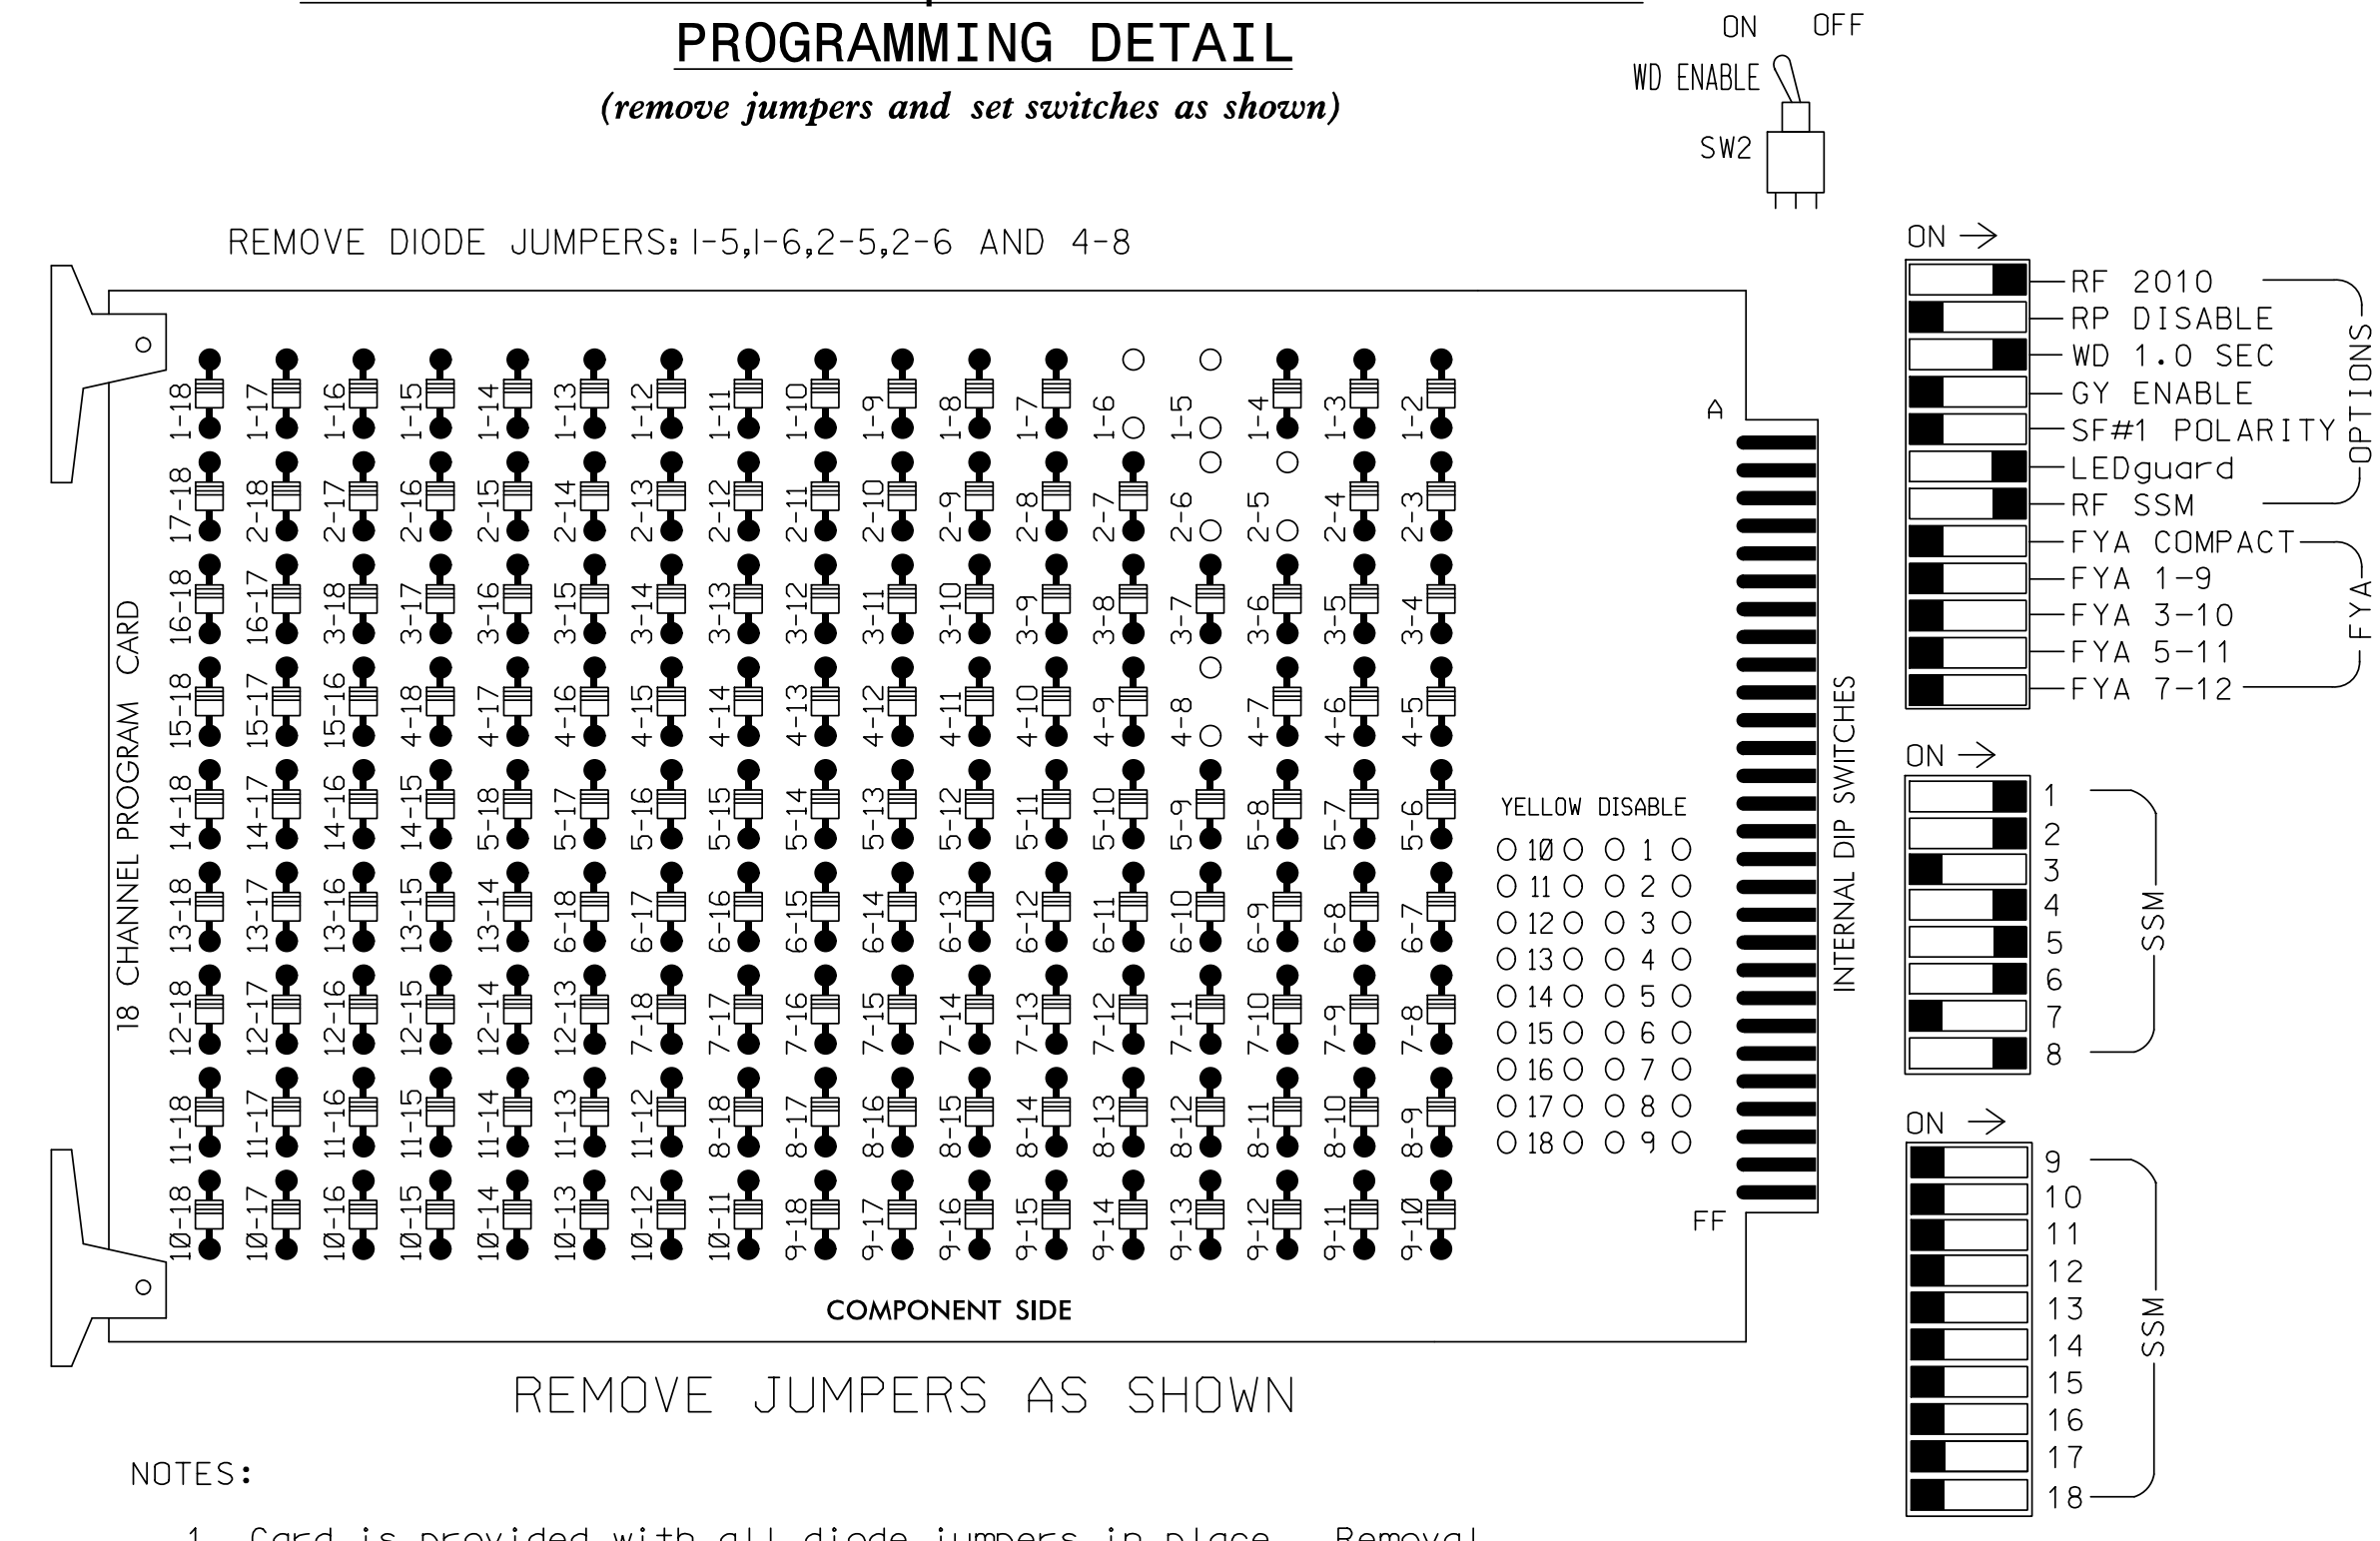 PROGRAMMING DETAIL
(remove jumpers and set switches as shown)
ON OFF
WD ENABLE
SW2
REMOVE DIODE JUMPERS: 1-5,1-6,2-5,2-6 AND 4-8
18 CHANNEL PROGRAM CARD
1-18 1-17 1-16 1-15 1-14 1-13 1-12 1-11 1-10 1-9 1-8 1-7 1-6 1-5 1-4 1-3 1-2
17-18 2-18 2-17 2-16 2-15 2-14 2-13 2-12 2-11 2-10 2-9 2-8 2-7 2-6 2-5 2-4 2-3
16-18 16-17 3-18 3-17 3-16 3-15 3-14 3-13 3-12 3-11 3-10 3-9 3-8 3-7 3-6 3-5 3-4
15-18 15-17 15-16 4-18 4-17 4-16 4-15 4-14 4-13 4-12 4-11 4-10 4-9 4-8 4-7 4-6 4-5
14-18 14-17 14-16 14-15 5-18 5-17 5-16 5-15 5-14 5-13 5-12 5-11 5-10 5-9 5-8 5-7 5-6
13-18 13-17 13-16 13-15 13-14 6-18 6-17 6-16 6-15 6-14 6-13 6-12 6-11 6-10 6-9 6-8 6-7
12-18 12-17 12-16 12-15 12-14 12-13 7-18 7-17 7-16 7-15 7-14 7-13 7-12 7-11 7-10 7-9 7-8
11-18 11-17 11-16 11-15 11-14 11-13 11-12 8-18 8-17 8-16 8-15 8-14 8-13 8-12 8-11 8-10 8-9
10-18 10-17 10-16 10-15 10-14 10-13 10-12 10-11 9-18 9-17 9-16 9-15 9-14 9-13 9-12 9-11 9-10
A
YELLOW DISABLE
10 1
11 2
12 3
13 4
14 5
15 6
16 7
17 8
18 9
FF
COMPONENT SIDE
INTERNAL DIP SWITCHES
ON
RF 2010
RP DISABLE
WD 1.0 SEC
GY ENABLE
SF#1 POLARITY
LEDguard
RF SSM
OPTIONS
FYA COMPACT
FYA 1-9
FYA 3-10
FYA 5-11
FYA 7-12
FYA
ON
1
2
3
4
5
6
7
8
SSM
ON
9
10
11
12
13
14
15
16
17
18
SSM
REMOVE JUMPERS AS SHOWN
NOTES:
1. Card is provided with all diode jumpers in place. Removal